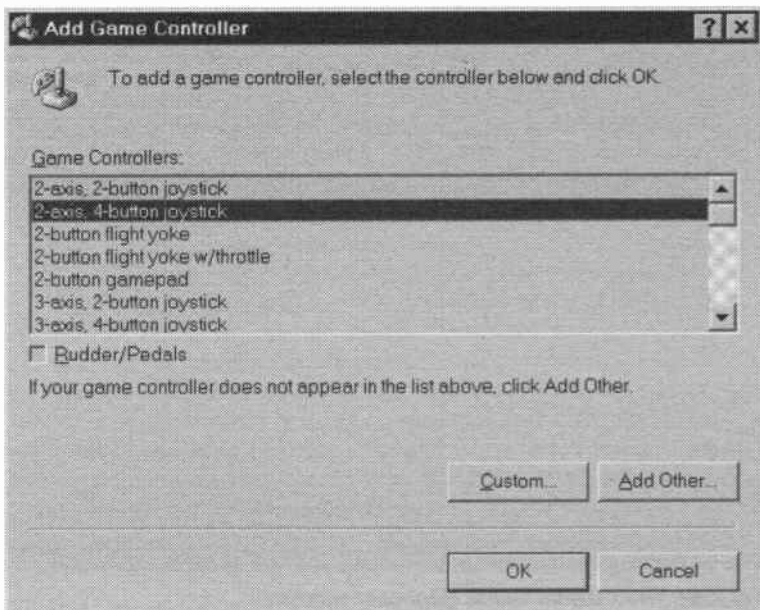 Add Game Controller
To add a game controller, select the controller below and click OK.
Game Controllers:
2-axis, 2-button joystick
2-axis, 4-button joystick
2-button flight yoke
2-button flight yoke w/throttle
2-button gamepad
3-axis, 2-button joystick
3-axis, 4-button joystick
Rudder/Pedals
If your game controller does not appear in the list above, click Add Other.
Custom... Add Other...
OK Cancel